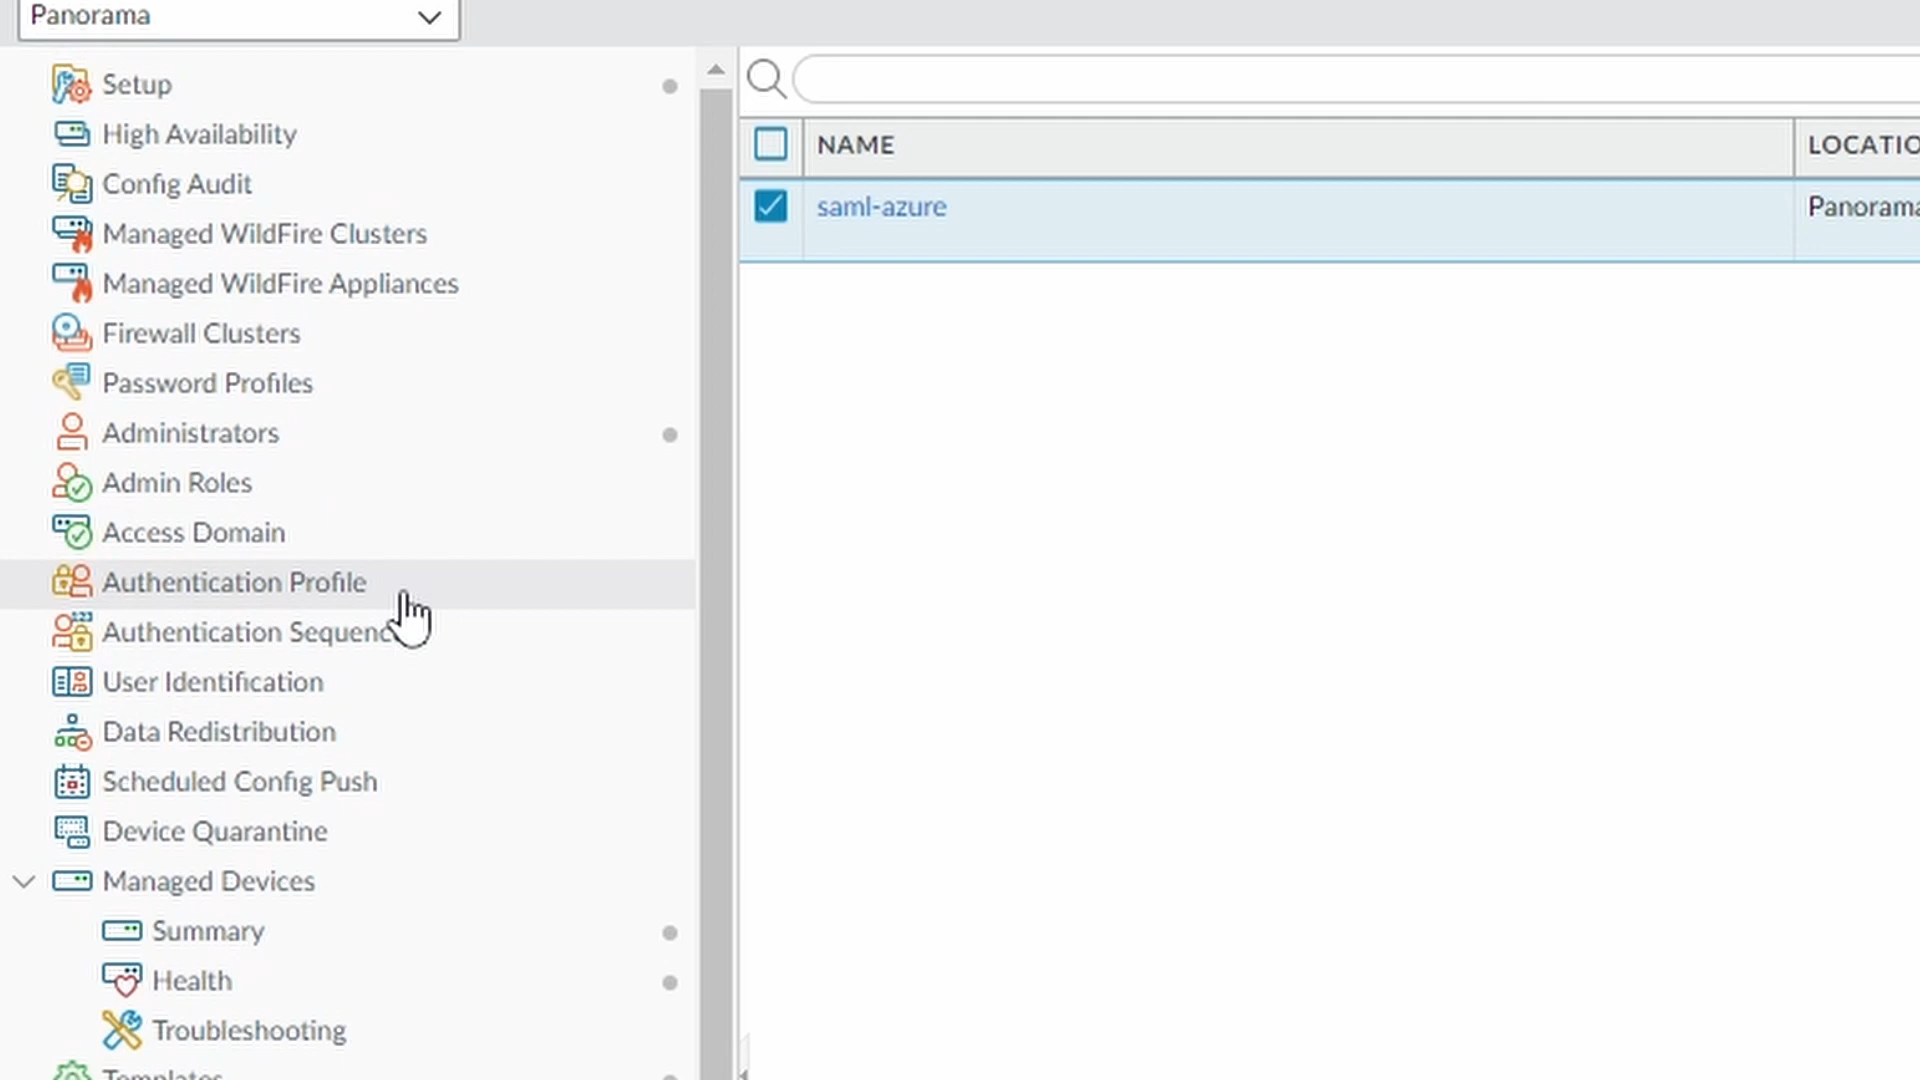 Panorama
Setup
High Availability
Config Audit
Managed WildFire Clusters
Managed WildFire Appliances
Firewall Clusters
Password Profiles
Administrators
Admin Roles
Access Domain
Authentication Profile
Authentication Sequenc
User Identification
Data Redistribution
Scheduled Config Push
Device Quarantine
Managed Devices
Summary
Health
Troubleshooting
Templates
NAME LOCATIO
saml-azure Panorama